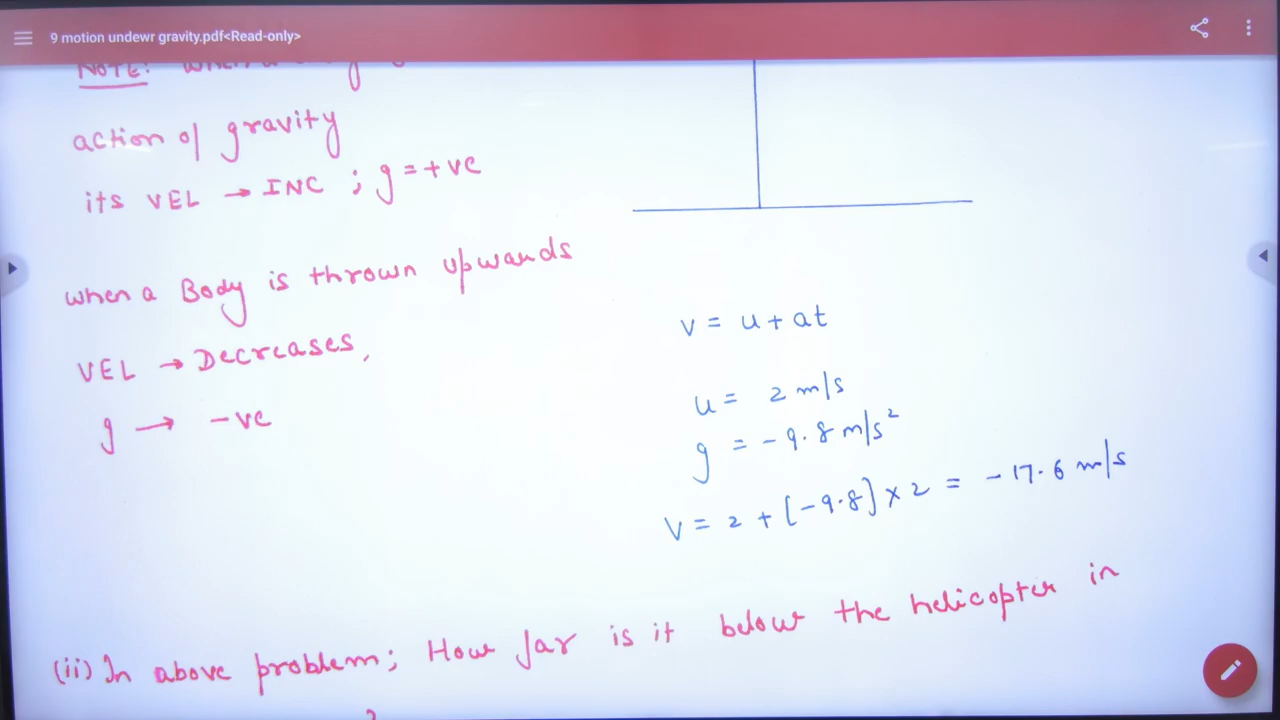 9 motion undewr gravity.pdf<Read-only>
NOTE:
action of gravity
its VEL → INC ; g = +ve
when a Body is thrown upwards
VEL → Decreases,
g → -ve
v = u + at
u = 2 m/s
g = -9.8 m/s²
V = 2 + [-9.8] × 2 = -17.6 m/s
(ii) In above problem; How far is it below the helicopter in
?